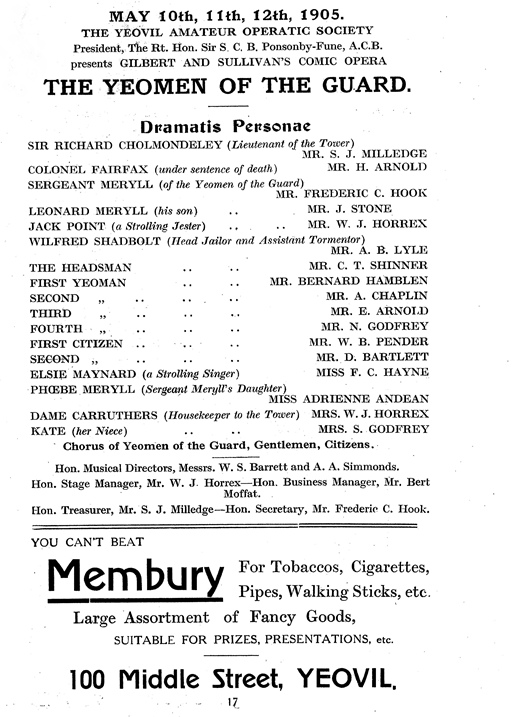 MAY 10th, 11th, 12th, 1905.
THE YEOVIL AMATEUR OPERATIC SOCIETY
President, The Rt. Hon. Sir S. C. B. Ponsonby-Fune, A.C.B.
presents GILBERT AND SULLIVAN'S COMIC OPERA
THE YEOMEN OF THE GUARD.
Dramatis Personae
SIR RICHARD CHOLMONDELEY (Lieutenant of the Tower)
MR. S. J. MILLEDGE
COLONEL FAIRFAX (under sentence of death) MR. H. ARNOLD
SERGEANT MERYLL (of the Yeomen of the Guard)
MR. FREDERIC C. HOOK
LEONARD MERYLL (his son) .. MR. J. STONE
JACK POINT (a Strolling Jester) .. .. MR. W. J. HORREX
WILFRED SHADBOLT (Head Jailor and Assistant Tormentor)
MR. A. B. LYLE
THE HEADSMAN .. .. MR. C. T. SHINNER
FIRST YEOMAN .. .. MR. BERNARD HAMBLEN
SECOND „ .. .. .. MR. A. CHAPLIN
THIRD „ .. .. .. MR. E. ARNOLD
FOURTH „ .. .. .. MR. N. GODFREY
FIRST CITIZEN .. .. .. MR. W. B. PENDER
SECOND „ .. .. .. MR. D. BARTLETT
ELSIE MAYNARD (a Strolling Singer) MISS F. C. HAYNE
PHŒBE MERYLL (Sergeant Meryll's Daughter)
MISS ADRIENNE ANDEAN
DAME CARRUTHERS (Housekeeper to the Tower) MRS. W. J. HORREX
KATE (her Niece) .. .. MRS. S. GODFREY
Chorus of Yeomen of the Guard, Gentlemen, Citizens.
Hon. Musical Directors, Messrs. W. S. Barrett and A. A. Simmonds.
Hon. Stage Manager, Mr. W. J. Horrex—Hon. Business Manager, Mr. Bert
Moffat.
Hon. Treasurer, Mr. S. J. Milledge—Hon. Secretary, Mr. Frederic C. Hook.
YOU CAN'T BEAT
Membury
For Tobaccos, Cigarettes,
Pipes, Walking Sticks, etc.
Large Assortment of Fancy Goods,
SUITABLE FOR PRIZES, PRESENTATIONS, etc.
100 Middle Street, YEOVIL.
17